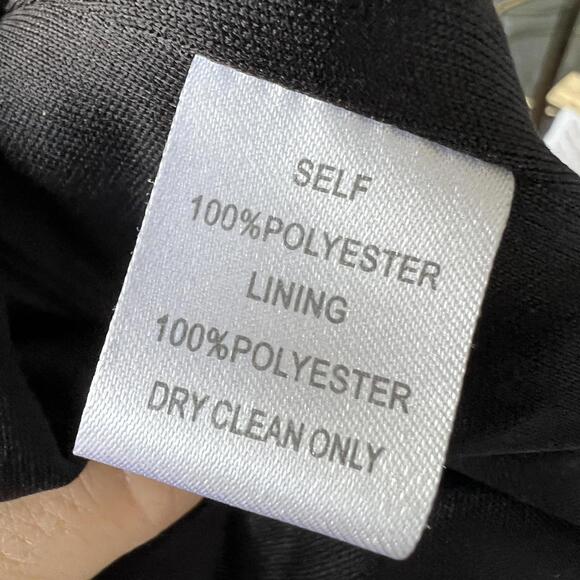 SELF
100%POLYESTER
LINING
100%POLYESTER
DRY CLEAN ONLY